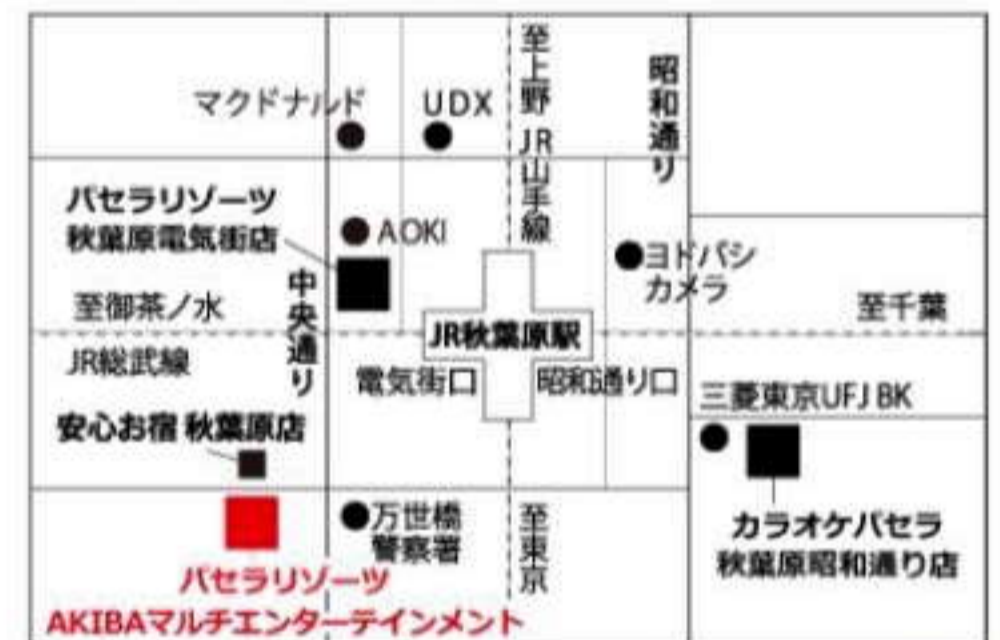 至上野
JR山手線
昭和通り
マクドナルド
UDX
パセラリゾーツ
秋葉原電気街店
AOKI
ヨドバシ
カメラ
中央通り
至御茶ノ水
至千葉
JR秋葉原駅
JR総武線
電気街口
昭和通り口
三菱東京UFJ BK
安心お宿 秋葉原店
万世橋
警察署
至東京
カラオケパセラ
秋葉原昭和通り店
パセラリゾーツ
AKIBAマルチエンターテインメント